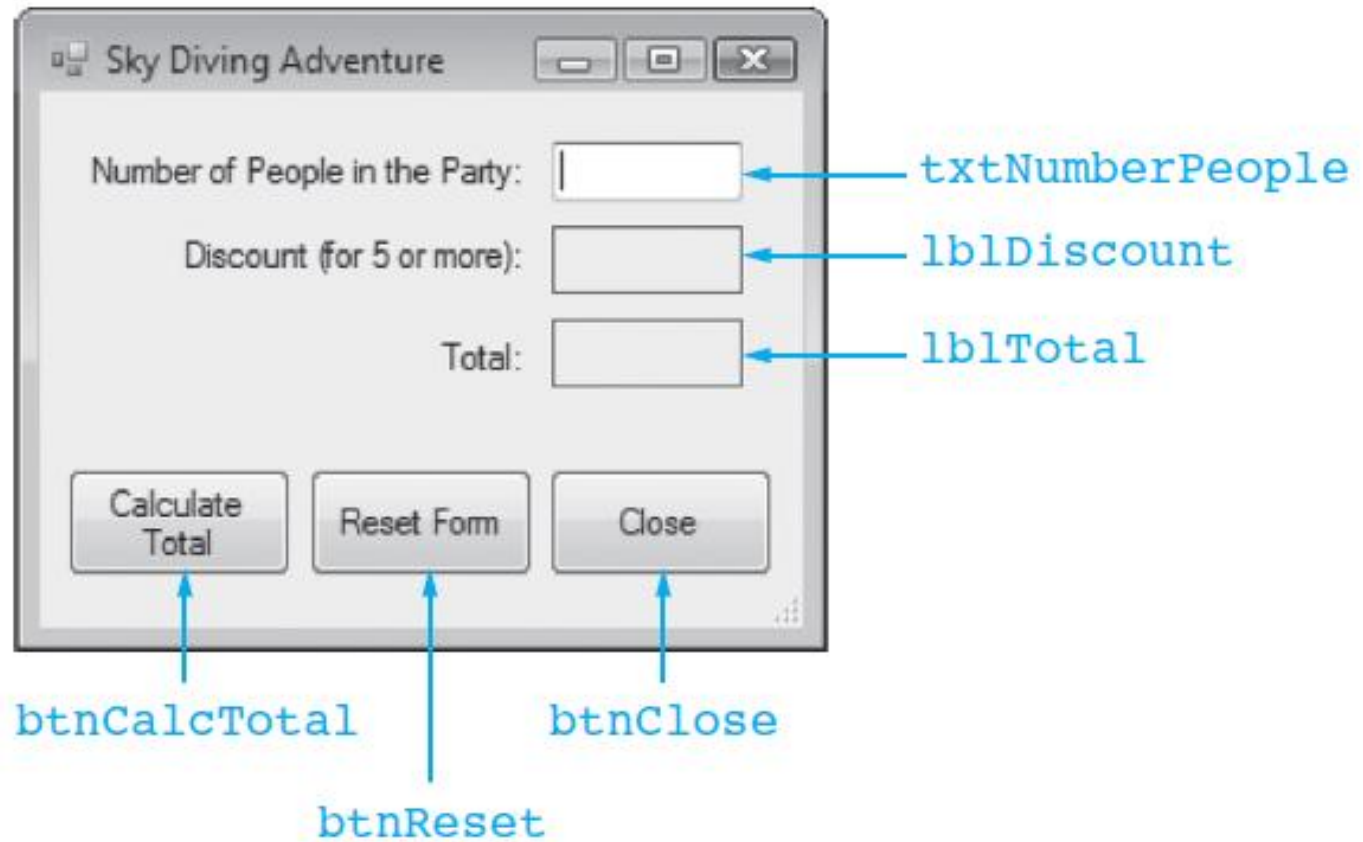 Sky Diving Adventure
Number of People in the Party:
txtNumberPeople
Discount (for 5 or more):
lblDiscount
Total:
lblTotal
Calculate
Total
Reset Form
Close
btnCalcTotal
btnClose
btnReset